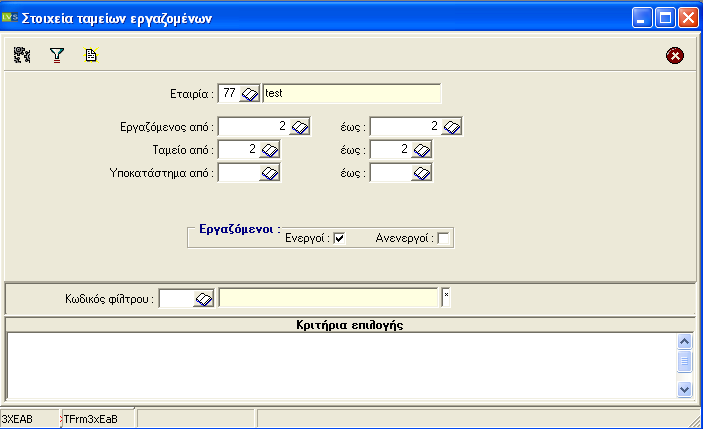 LVS Στοιχεία ταμείων εργαζομένων
Εταιρία : 77 test
Εργαζόμενος από : 2 έως : 2
Ταμείο από : 2 έως : 2
Υποκατάστημα από : έως :
Εργαζόμενοι :
Ενεργοί : Ανενεργοί :
Κωδικός φίλτρου : *
Κριτήρια επιλογής
3XEAB TFrm3xEaB